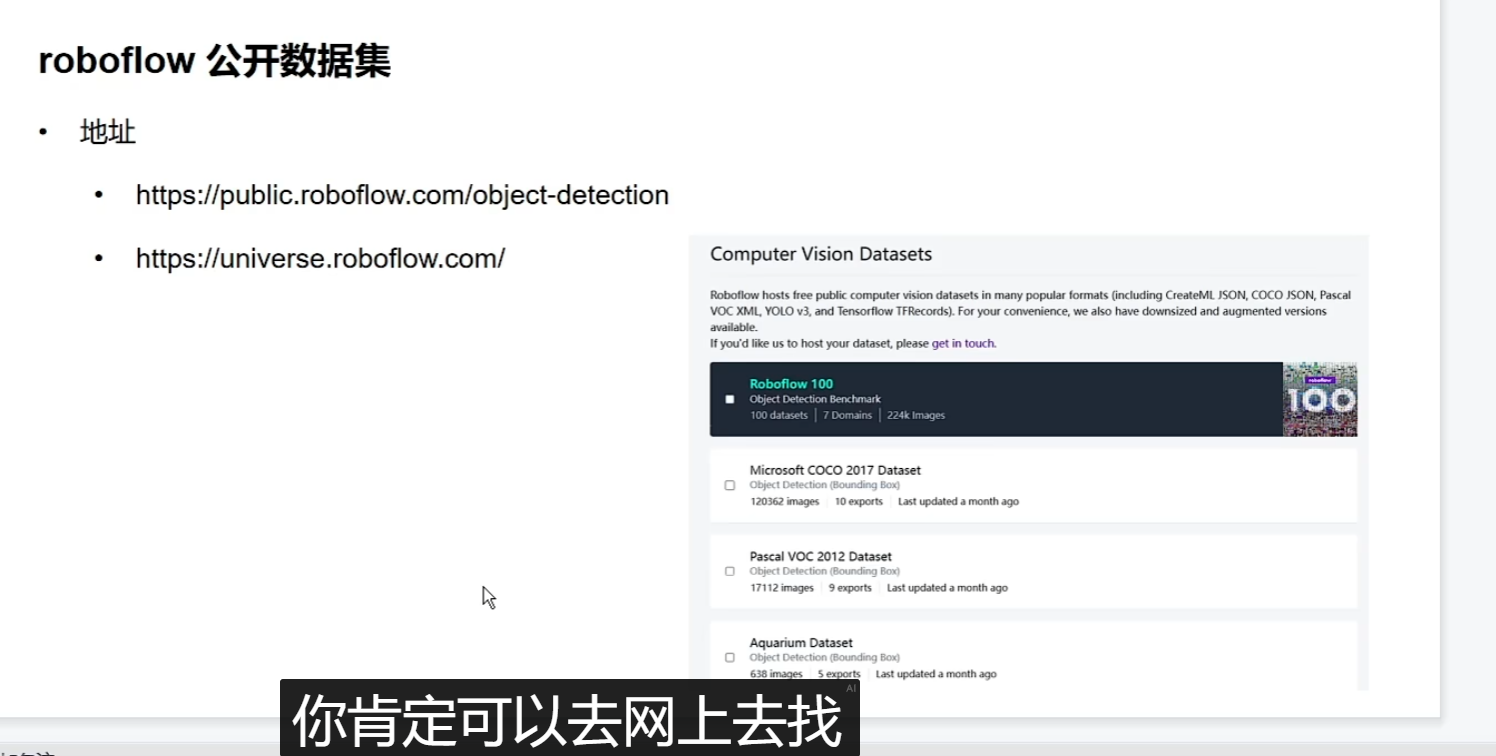 roboflow 公开数据集
• 地址
• https://public.roboflow.com/object-detection
• https://universe.roboflow.com/
Computer Vision Datasets
Roboflow hosts free public computer vision datasets in many popular formats (including CreateML JSON, COCO JSON, Pascal
VOC XML, YOLO v3, and Tensorflow TFRecords). For your convenience, we also have downsized and augmented versions
available.
If you'd like us to host your dataset, please get in touch.
Roboflow 100
Object Detection Benchmark
100 datasets | 7 Domains | 224k Images
roboflow
100
Microsoft COCO 2017 Dataset
Object Detection (Bounding Box)
120362 images 10 exports Last updated a month ago
Pascal VOC 2012 Dataset
Object Detection (Bounding Box)
17112 images 9 exports Last updated a month ago
Aquarium Dataset
Object Detection (Bounding Box)
638 images 5 exports Last updated a month ago
AI
你肯定可以去网上去找